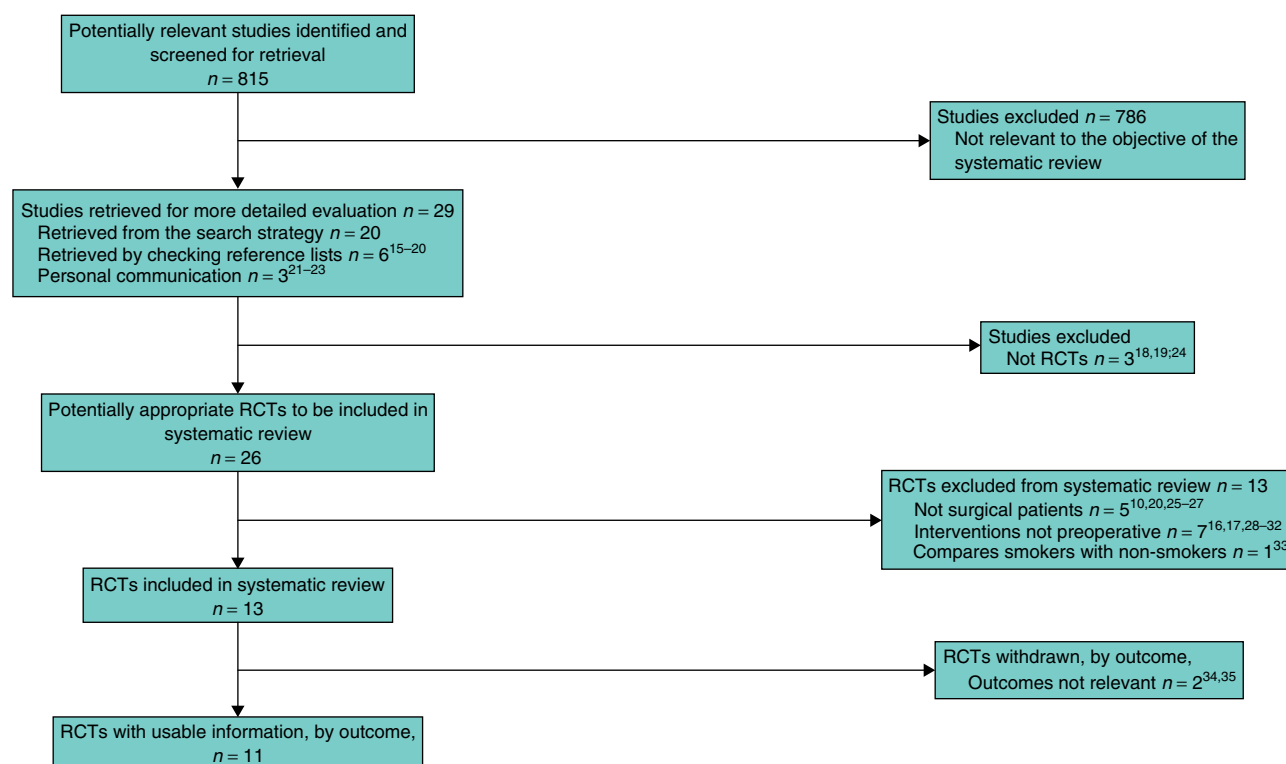 Potentially relevant studies identified and
screened for retrieval
n = 815
Studies excluded n = 786
Not relevant to the objective of the
systematic review
Studies retrieved for more detailed evaluation n = 29
Retrieved from the search strategy n = 20
Retrieved by checking reference lists n = 6^15–20
Personal communication n = 3^21–23
Studies excluded
Not RCTs n = 3^18,19;24
Potentially appropriate RCTs to be included in
systematic review
n = 26
RCTs excluded from systematic review n = 13
Not surgical patients n = 5^10,20,25–27
Interventions not preoperative n = 7^16,17,28–32
Compares smokers with non-smokers n = 1^33
RCTs included in systematic review
n = 13
RCTs withdrawn, by outcome,
Outcomes not relevant n = 2^34,35
RCTs with usable information, by outcome,
n = 11